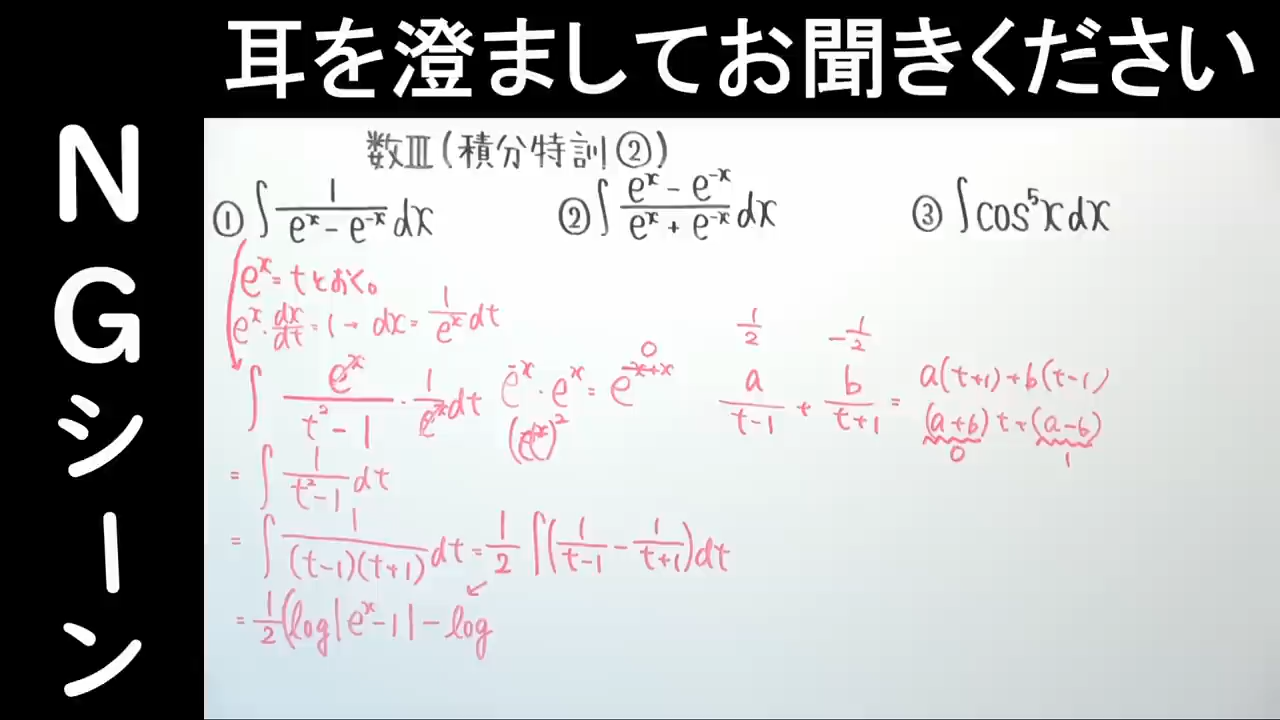 耳を澄ましてお聞きください
NGシーン
数Ⅲ(積分特訓②)
① ∫ 1/(eˣ - e⁻ˣ) dx
② ∫ (eˣ - e⁻ˣ)/(eˣ + e⁻ˣ) dx
③ ∫ cos⁵x dx
eˣ = t とおく。
eˣ · dx/dt = 1 → dx = 1/eˣ dt
∫ eˣ/(t² - 1) · 1/eˣ dt
e⁻ˣ · eˣ = e^(-x+x) 0
1/2 -1/2
a/(t-1) + b/(t+1) = a(t+1) + b(t-1)
(a+b)t + (a-b)
0 1
= ∫ 1/(t² - 1) dt
= ∫ 1/((t-1)(t+1)) dt = 1/2 ∫ (1/(t-1) - 1/(t+1)) dt
= 1/2 (log|eˣ - 1| - log